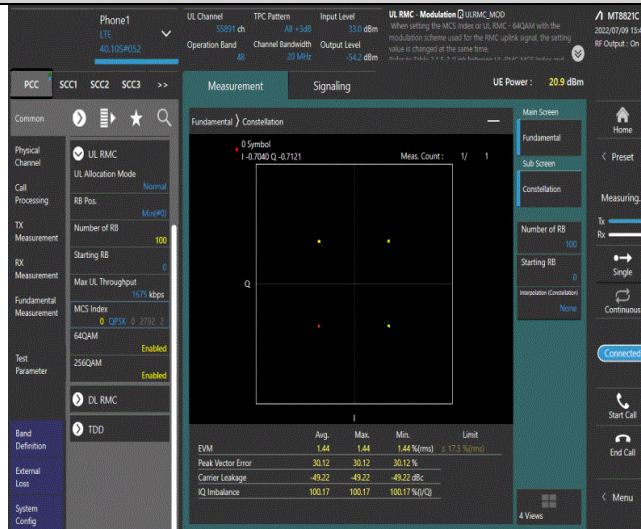 Phone1
LTE
40.105#052
UL Channel
55891 ch
TPC Pattern
All +3dB
Input Level
33.0 dBm
Operation Band
48
Channel Bandwidth
20 MHz
Output Level
-54.2 dBm
UL RMC - Modulation ULRMC_MOD
When setting the MCS Index or UL RMC - 64QAM with the
modulation scheme used for the RMC uplink signal, the setting
value is changed at the same time.
MT8821C
2022/07/09 15:4
RF Output : On
PCC
SCC1
SCC2
SCC3
>>
Measurement
Signaling
UE Power : 20.9 dBm
Common
Physical
Channel
Call
Processing
TX
Measurement
RX
Measurement
Fundamental
Measurement
Test
Parameter
Band
Definition
External
Loss
System
Config
UL RMC
UL Allocation Mode
Normal
RB Pos.
Min(#0)
Number of RB
100
Starting RB
0
Max UL Throughput
1675 kbps
MCS Index
0 QPSK 0 2792 2
64QAM
Enabled
256QAM
Enabled
DL RMC
TDD
Fundamental ⟩ Constellation
0 Symbol
I -0.7040 Q -0.7121
Meas. Count : 1/ 1
Q
I
Avg. Max. Min. Limit
EVM 1.44 1.44 1.44 %(rms) ≤ 17.5 %(rms)
Peak Vector Error 30.12 30.12 30.12 %
Carrier Leakage -49.22 -49.22 -49.22 dBc
IQ Imbalance 100.17 100.17 100.17 %(I/Q)
Main Screen
Fundamental
Sub Screen
Constellation
Number of RB
100
Starting RB
0
Interpolation (Constellation)
None
4 Views
Home
Preset
Measuring..
Tx
Rx
Single
Continuous
Connected
Start Call
End Call
Menu